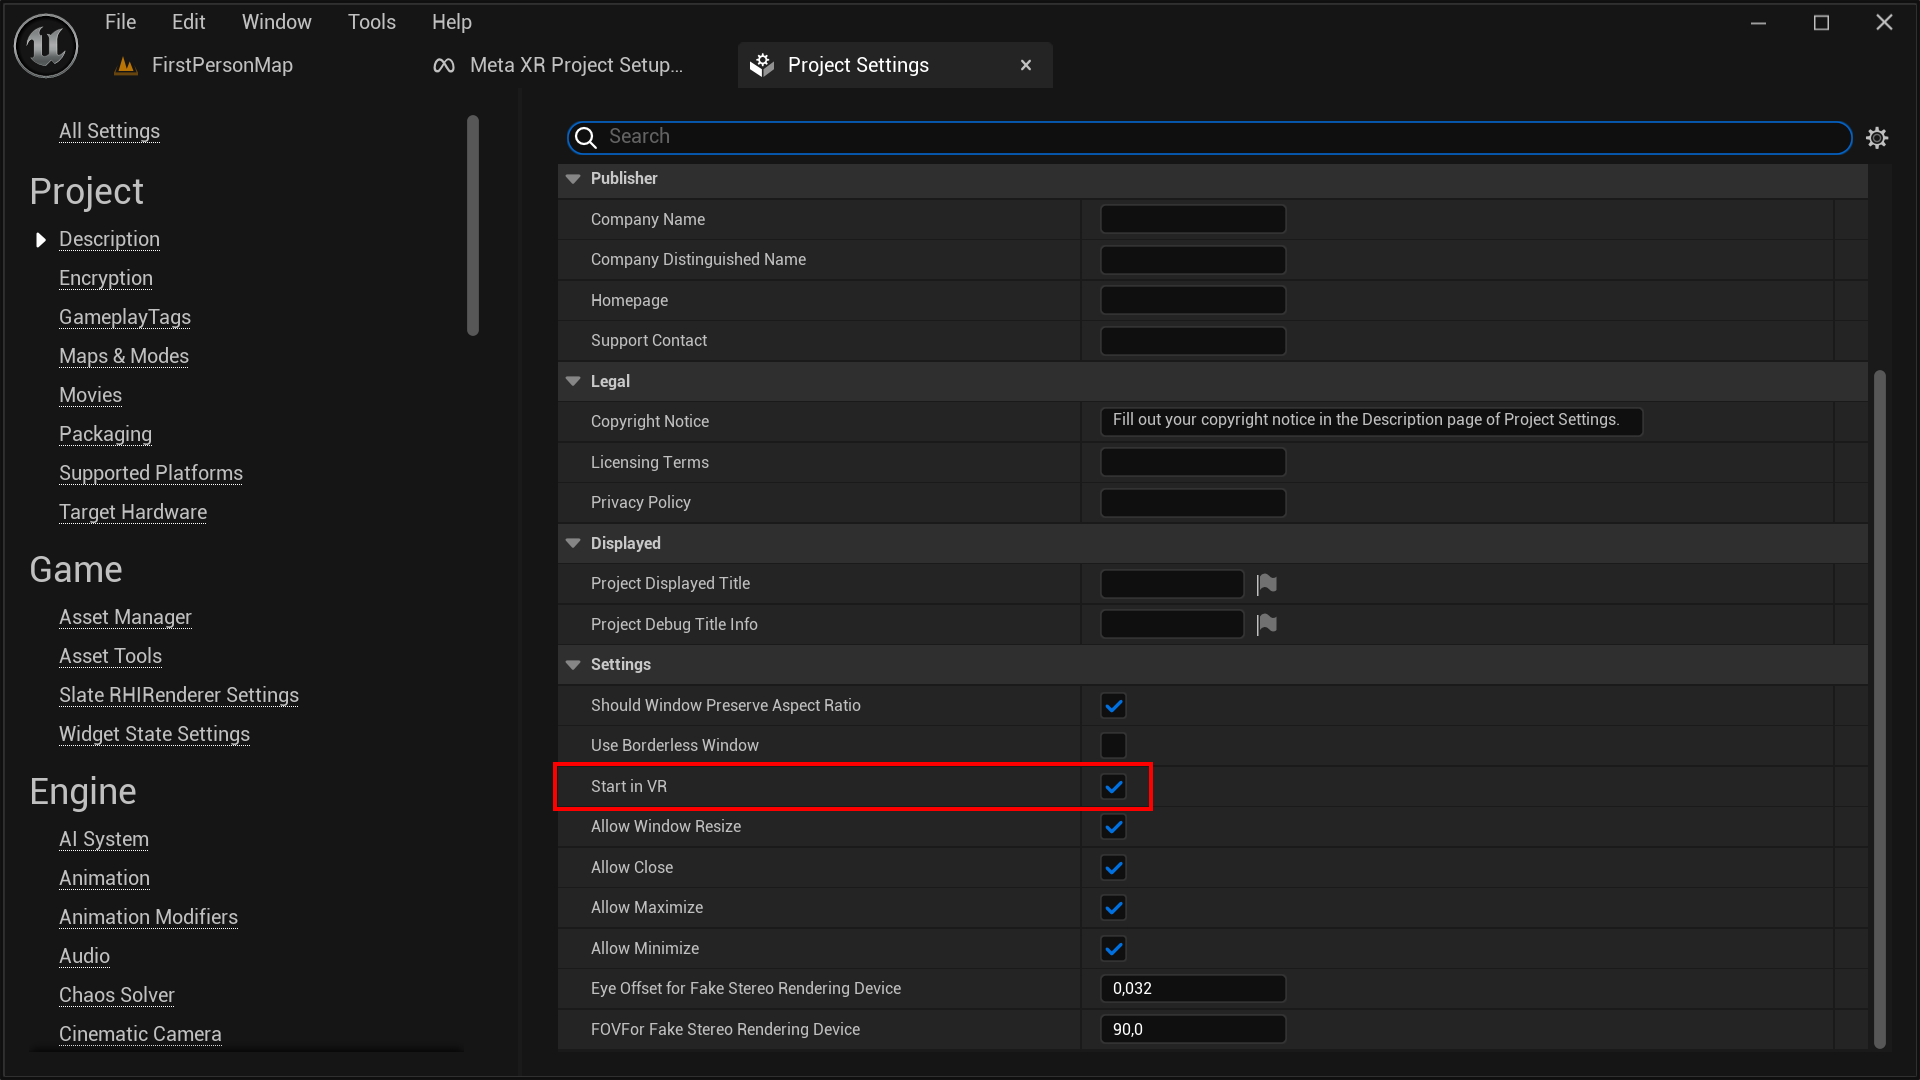 File Edit Window Tools Help
FirstPersonMap Meta XR Project Setup... Project Settings
All Settings
Project
Description
Encryption
GameplayTags
Maps & Modes
Movies
Packaging
Supported Platforms
Target Hardware
Game
Asset Manager
Asset Tools
Slate RHIRenderer Settings
Widget State Settings
Engine
AI System
Animation
Animation Modifiers
Audio
Chaos Solver
Cinematic Camera
Search
Publisher
Company Name
Company Distinguished Name
Homepage
Support Contact
Legal
Copyright Notice Fill out your copyright notice in the Description page of Project Settings.
Licensing Terms
Privacy Policy
Displayed
Project Displayed Title
Project Debug Title Info
Settings
Should Window Preserve Aspect Ratio
Use Borderless Window
Start in VR
Allow Window Resize
Allow Close
Allow Maximize
Allow Minimize
Eye Offset for Fake Stereo Rendering Device 0,032
FOVFor Fake Stereo Rendering Device 90,0